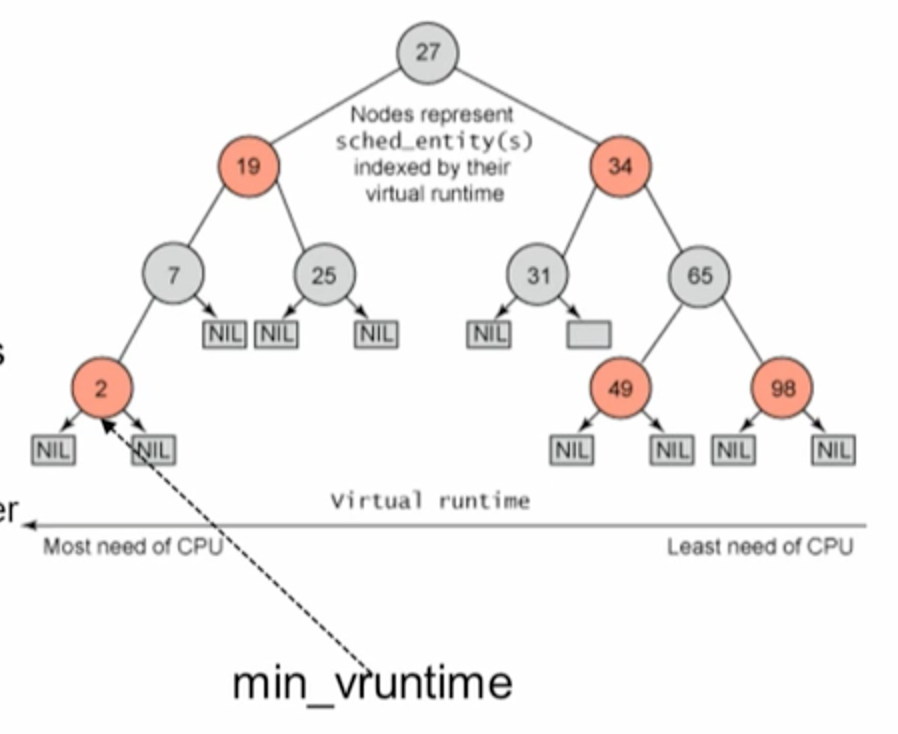 27
Nodes represent
sched_entity(s)
indexed by their
virtual runtime
19
34
7
25
31
65
NIL
NIL
NIL
NIL
s
2
49
98
NIL
NIL
NIL
NIL
NIL
NIL
Virtual runtime
er
Most need of CPU
Least need of CPU
min_vruntime